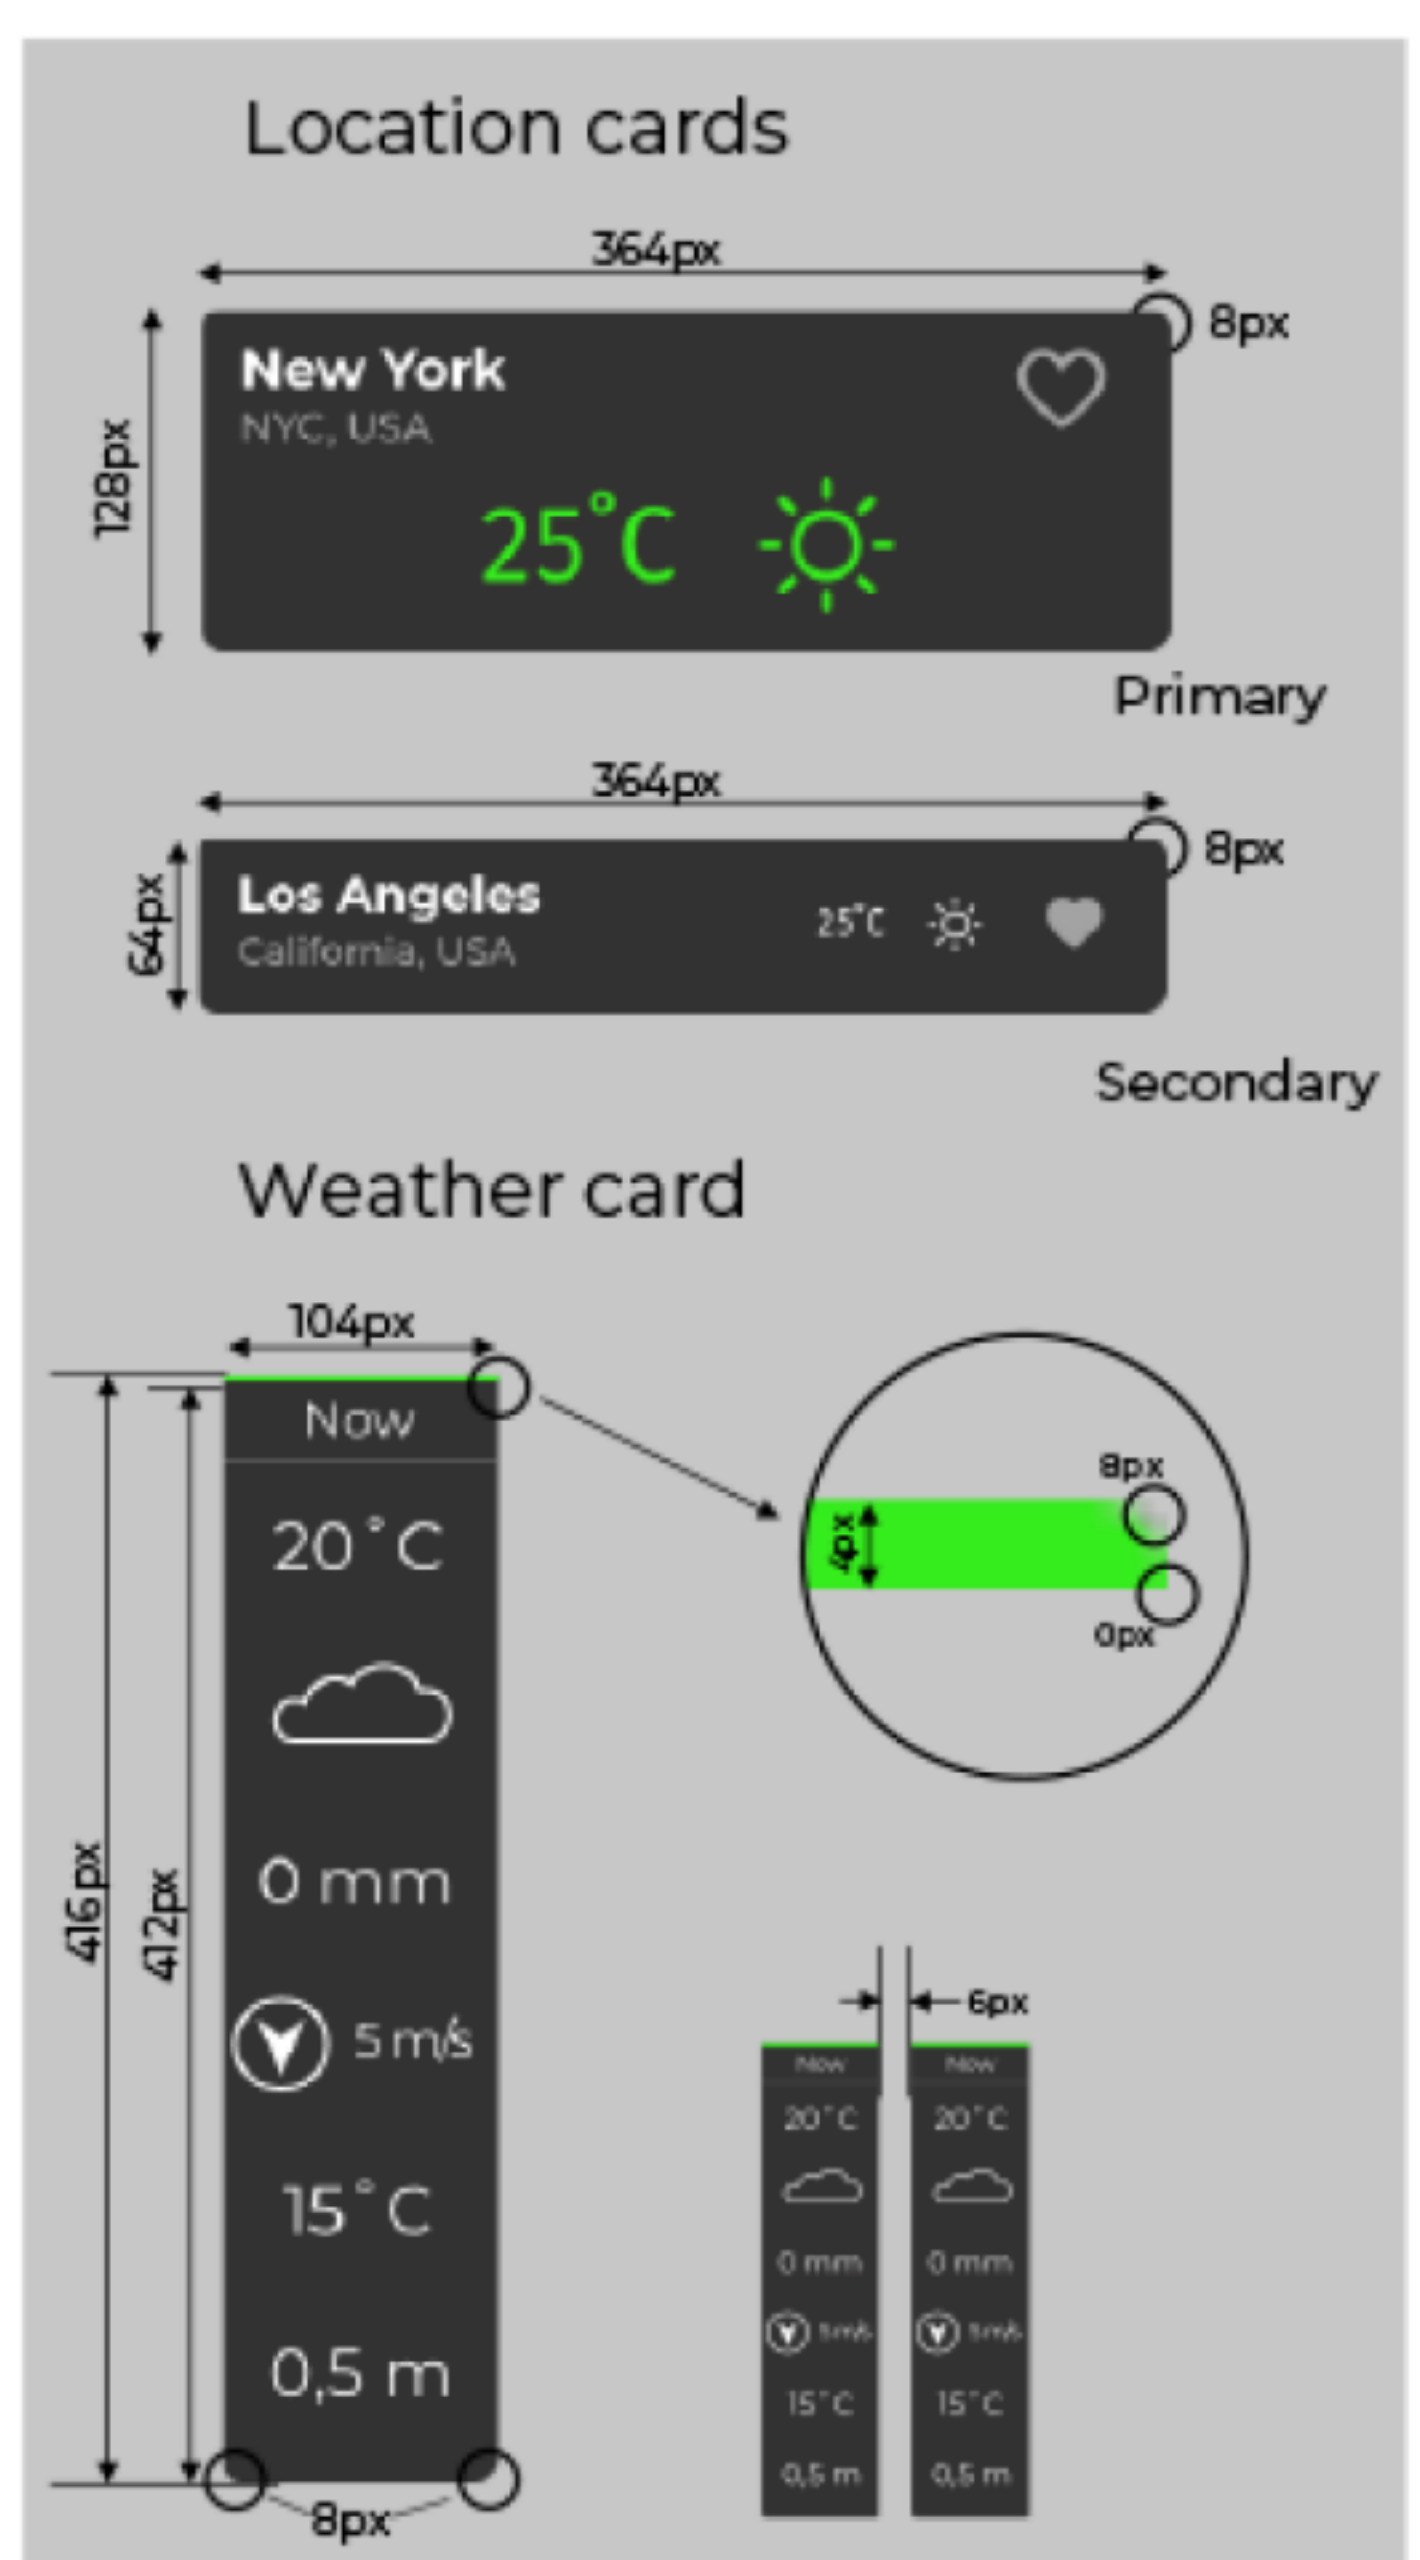 Location cards
364px
8px
128px
New York
NYC, USA
25°C
Primary
364px
8px
64px
Los Angeles
California, USA
25°C
Secondary
Weather card
104px
Now
20°C
0 mm
5 m/s
15°C
0,5 m
416px
412px
8px
8px
4px
0px
6px
Now Now
20°C 20°C
0 mm 0 mm
5 m/s 5 m/s
15°C 15°C
0,5 m 0,5 m